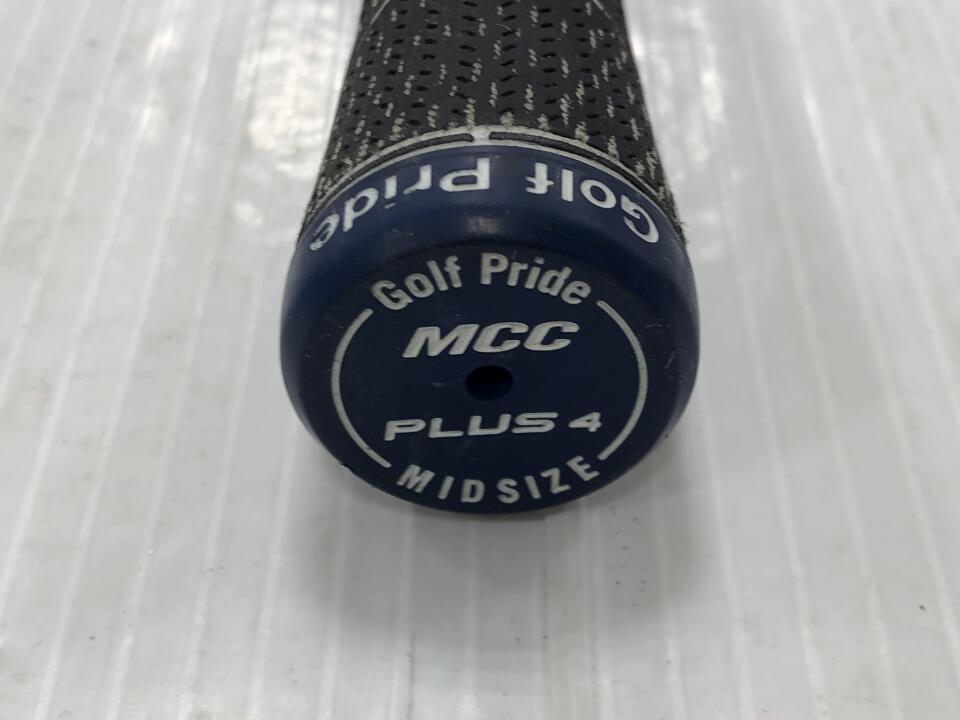 Golf Pride
Golf Pride
MCC
PLUS 4
MIDSIZE